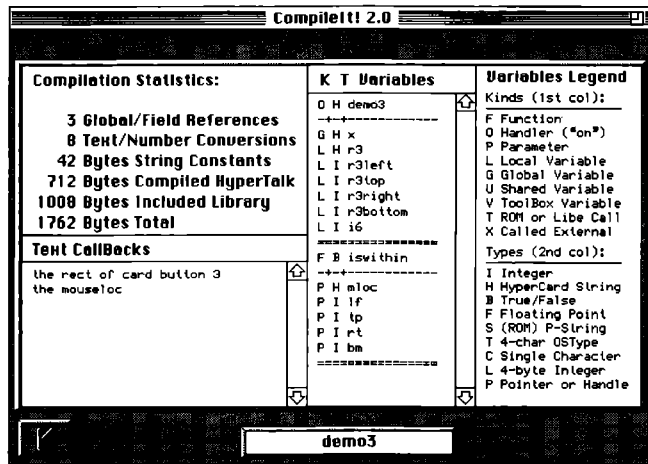 CompileIt! 2.0
Compilation Statistics:
3 Global/Field References
8 Text/Number Conversions
42 Bytes String Constants
712 Bytes Compiled HyperTalk
1008 Bytes Included Library
1762 Bytes Total
Text CallBacks
the rect of card button 3
the mouseloc
K T Variables
O H demo3
--+-+----------------
G H x
L H r3
L I r3left
L I r3top
L I r3right
L I r3bottom
L I i6
=====================
F B iswithin
--+-+----------------
P H mloc
P I lf
P I tp
P I rt
P I bm
=====================
Variables Legend
Kinds (1st col):
F Function
O Handler ("on")
P Parameter
L Local Variable
G Global Variable
U Shared Variable
V ToolBox Variable
T ROM or Libe Call
X Called External
Types (2nd col):
I Integer
H HyperCard String
B True/False
F Floating Point
S (ROM) P-String
T 4-char OSType
C Single Character
L 4-byte Integer
P Pointer or Handle
demo3